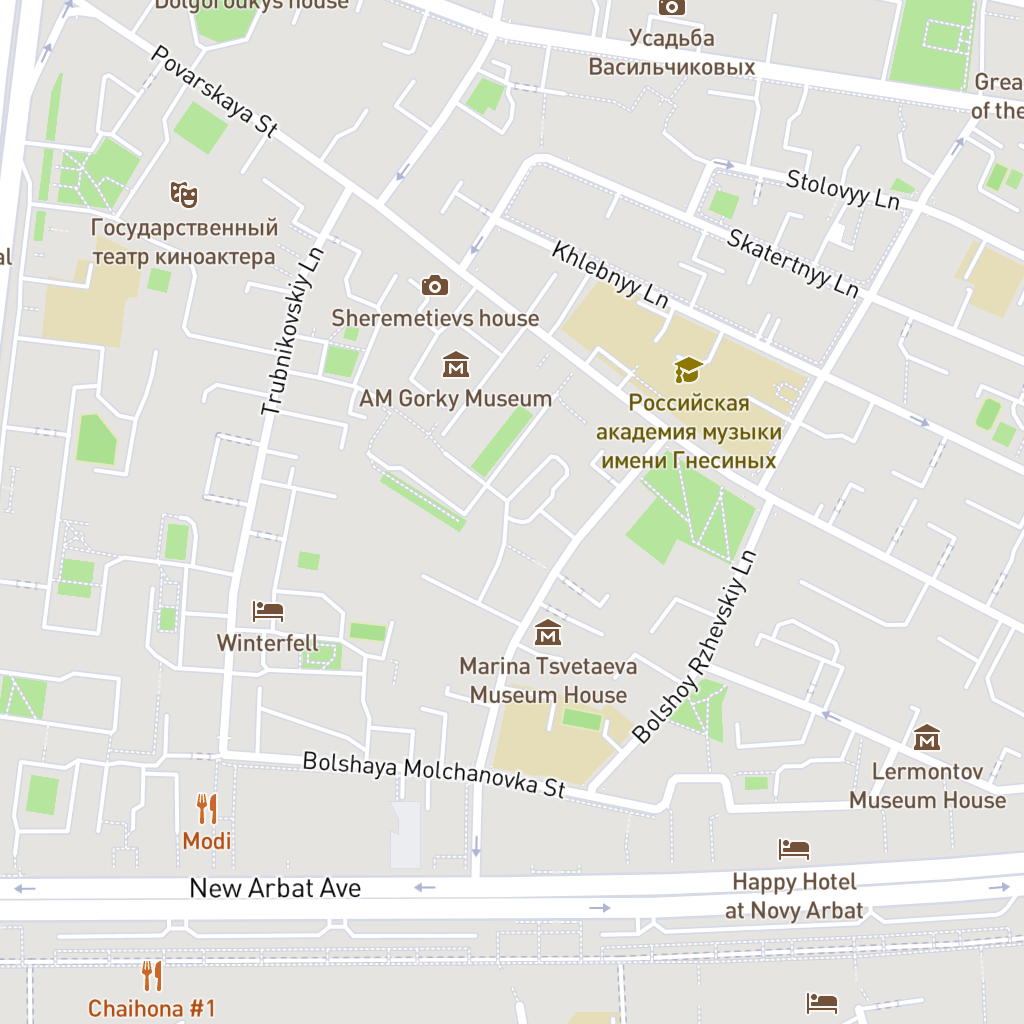 Dolgoroukys house
Усадьба
Васильчиковых
Povarskaya St
Grea
of the
Stolovyy Ln
Государственный
театр киноактера
al
Skatertnyy Ln
Khlebnyy Ln
Trubnikovskiy Ln
Sheremetievs house
AM Gorky Museum
Российская
академия музыки
имени Гнесиных
Winterfell
Bolshoy Rzhevskiy Ln
Marina Tsvetaeva
Museum House
Bolshaya Molchanovka St
Lermontov
Museum House
Modi
New Arbat Ave
Happy Hotel
at Novy Arbat
Chaihona #1